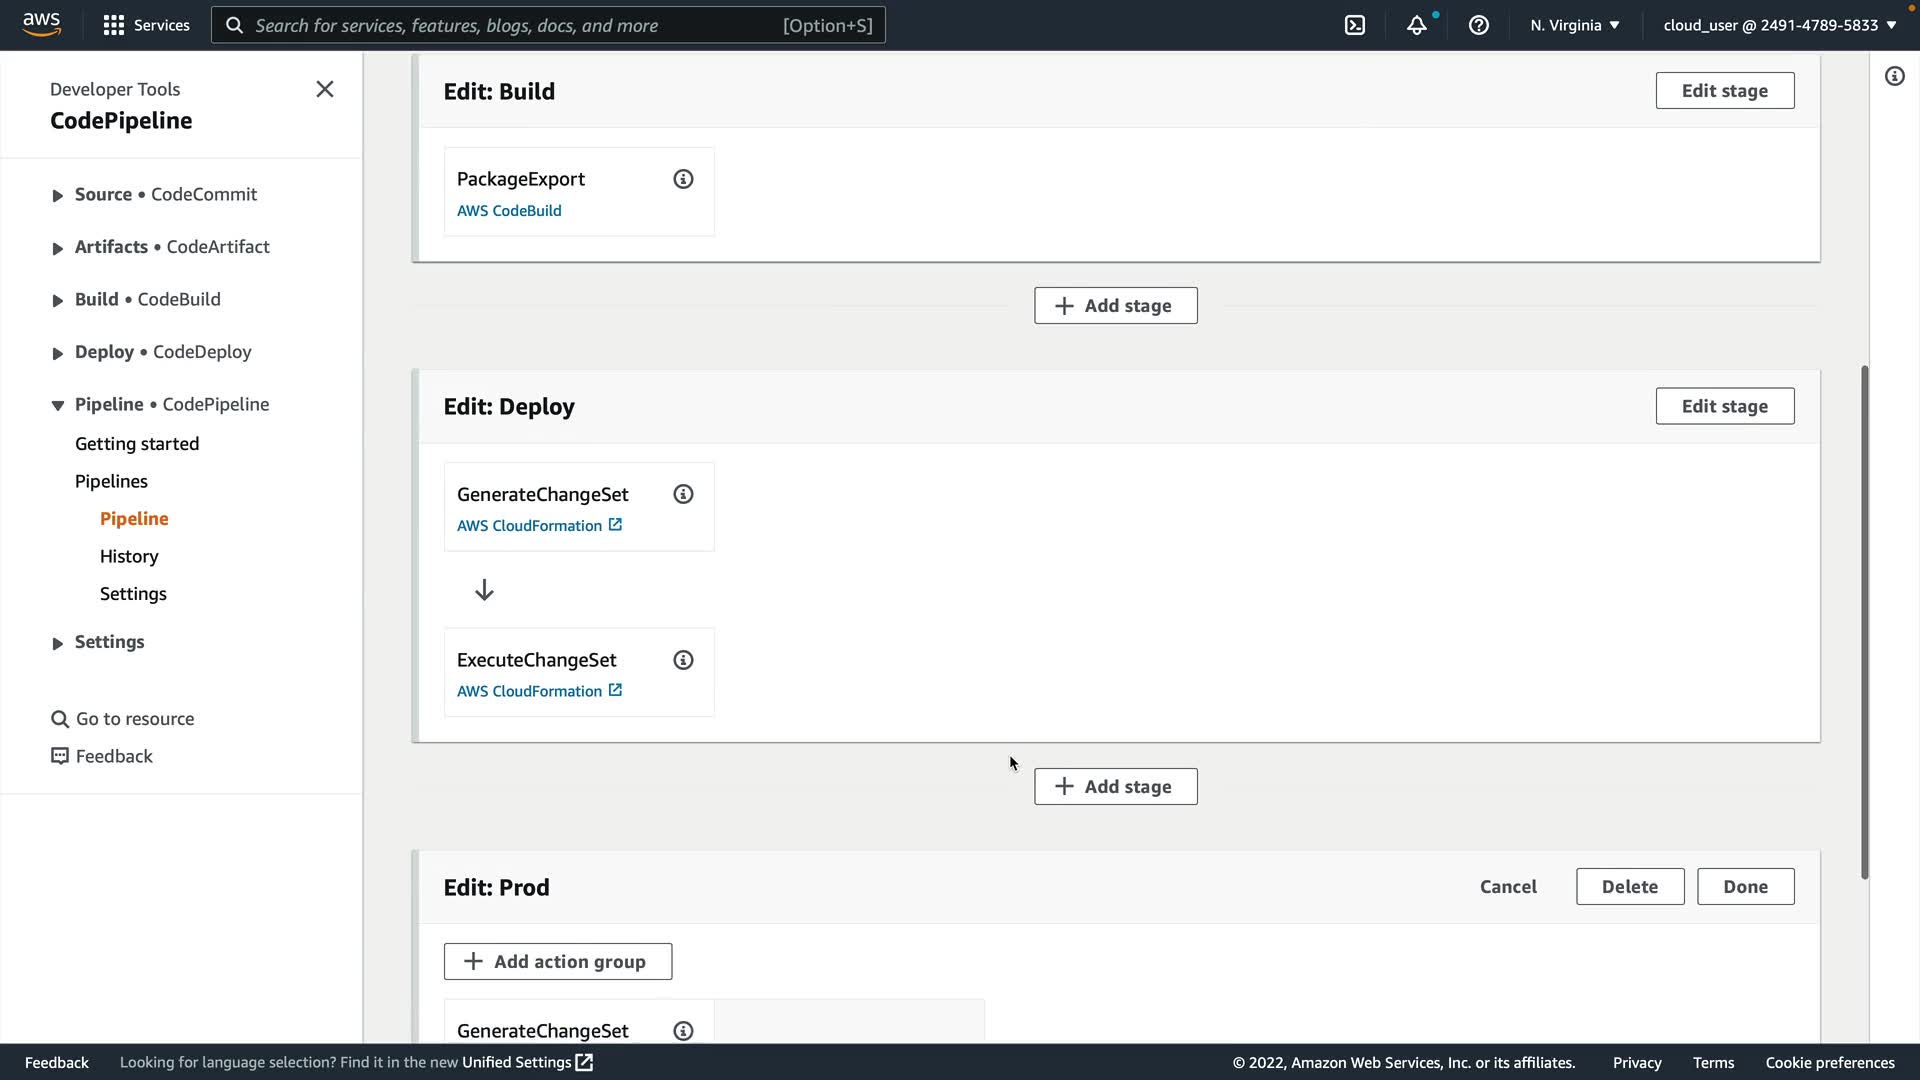 aws
Services
Search for services, features, blogs, docs, and more
[Option+S]
N. Virginia
cloud_user @ 2491-4789-5833
Developer Tools
CodePipeline
Source • CodeCommit
Artifacts • CodeArtifact
Build • CodeBuild
Deploy • CodeDeploy
Pipeline • CodePipeline
Getting started
Pipelines
Pipeline
History
Settings
Settings
Go to resource
Feedback
Edit: Build
Edit stage
PackageExport
AWS CodeBuild
Add stage
Edit: Deploy
Edit stage
GenerateChangeSet
AWS CloudFormation
ExecuteChangeSet
AWS CloudFormation
Add stage
Edit: Prod
Cancel
Delete
Done
Add action group
GenerateChangeSet
Feedback
Looking for language selection? Find it in the new Unified Settings
© 2022, Amazon Web Services, Inc. or its affiliates.
Privacy
Terms
Cookie preferences